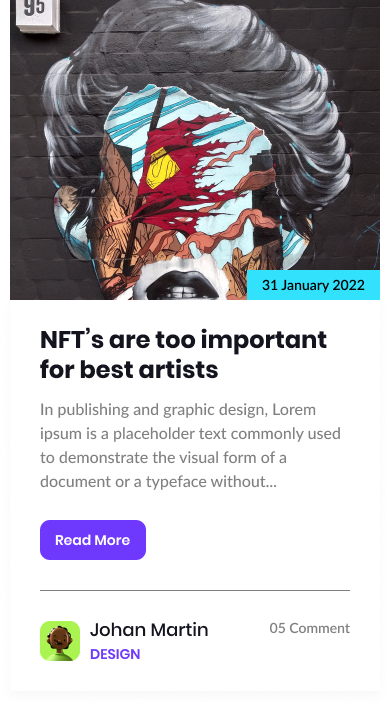 95
31 January 2022
NFT’s are too important
for best artists
In publishing and graphic design, Lorem
ipsum is a placeholder text commonly used
to demonstrate the visual form of a
document or a typeface without...
Read More
Johan Martin
05 Comment
DESIGN